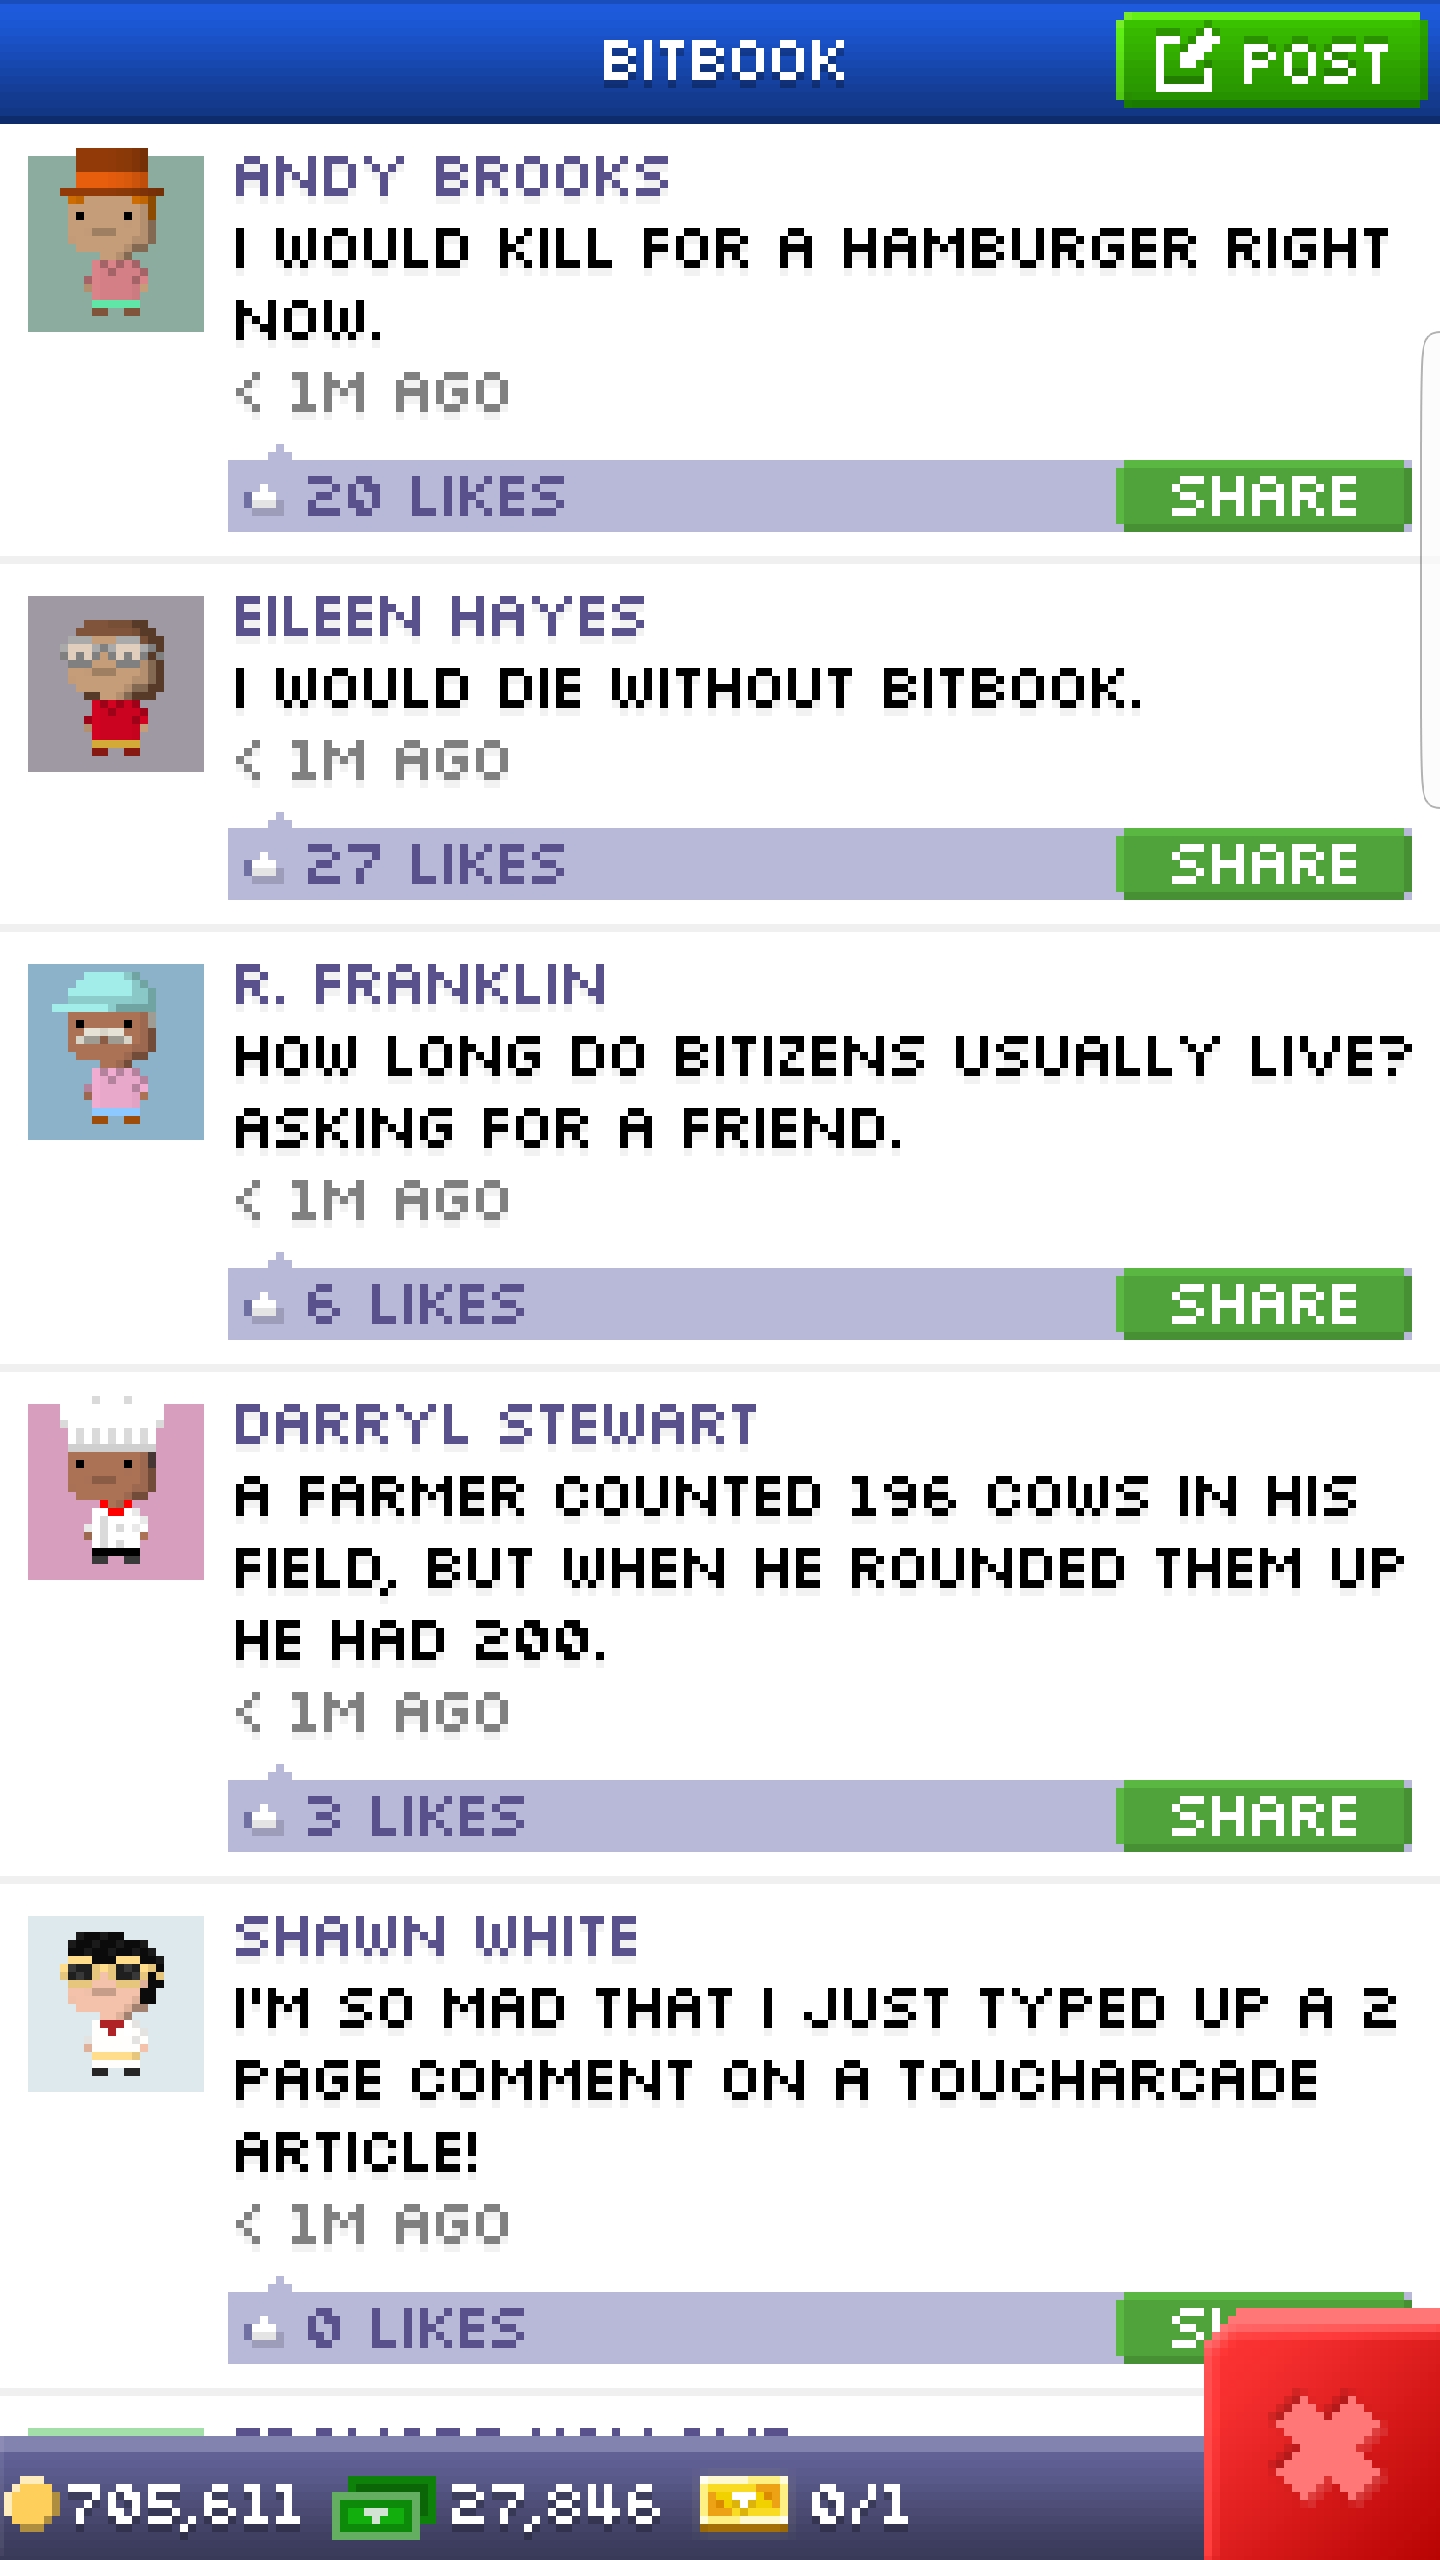 BITBOOK
POST
ANDY BROOKS
I WOULD KILL FOR A HAMBURGER RIGHT
NOW.
< 1M AGO
20 LIKES
SHARE
EILEEN HAYES
I WOULD DIE WITHOUT BITBOOK.
< 1M AGO
27 LIKES
SHARE
R. FRANKLIN
HOW LONG DO BITIZENS USUALLY LIVE?
ASKING FOR A FRIEND.
< 1M AGO
6 LIKES
SHARE
DARRYL STEWART
A FARMER COUNTED 196 COWS IN HIS
FIELD, BUT WHEN HE ROUNDED THEM UP
HE HAD 200.
< 1M AGO
3 LIKES
SHARE
SHAWN WHITE
I'M SO MAD THAT I JUST TYPED UP A 2
PAGE COMMENT ON A TOUCHARCADE
ARTICLE!
< 1M AGO
0 LIKES
705,611
27,846
0/1